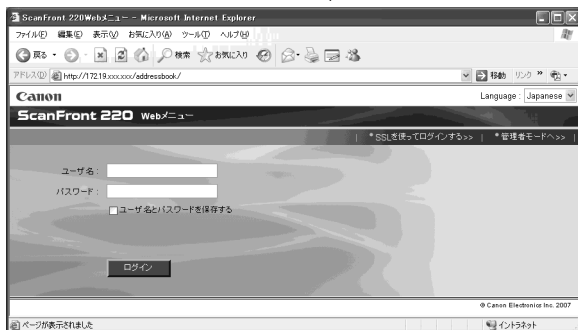 ScanFront 220Webメニュー - Microsoft Internet Explorer
ファイル(F) 編集(E) 表示(V) お気に入り(A) ツール(T) ヘルプ(H)
戻る 検索 お気に入り
アドレス(D) http://172.19.xxx.xxx/addressbook/ 移動 リンク »
Canon Language : Japanese
ScanFront 220 Webメニュー
| *SSLを使ってログインする>> | *管理者モードへ>> |
ユーザ名 :
パスワード :
ユーザ名とパスワードを保存する
ログイン
© Canon Electronics Inc. 2007
ページが表示されました イントラネット